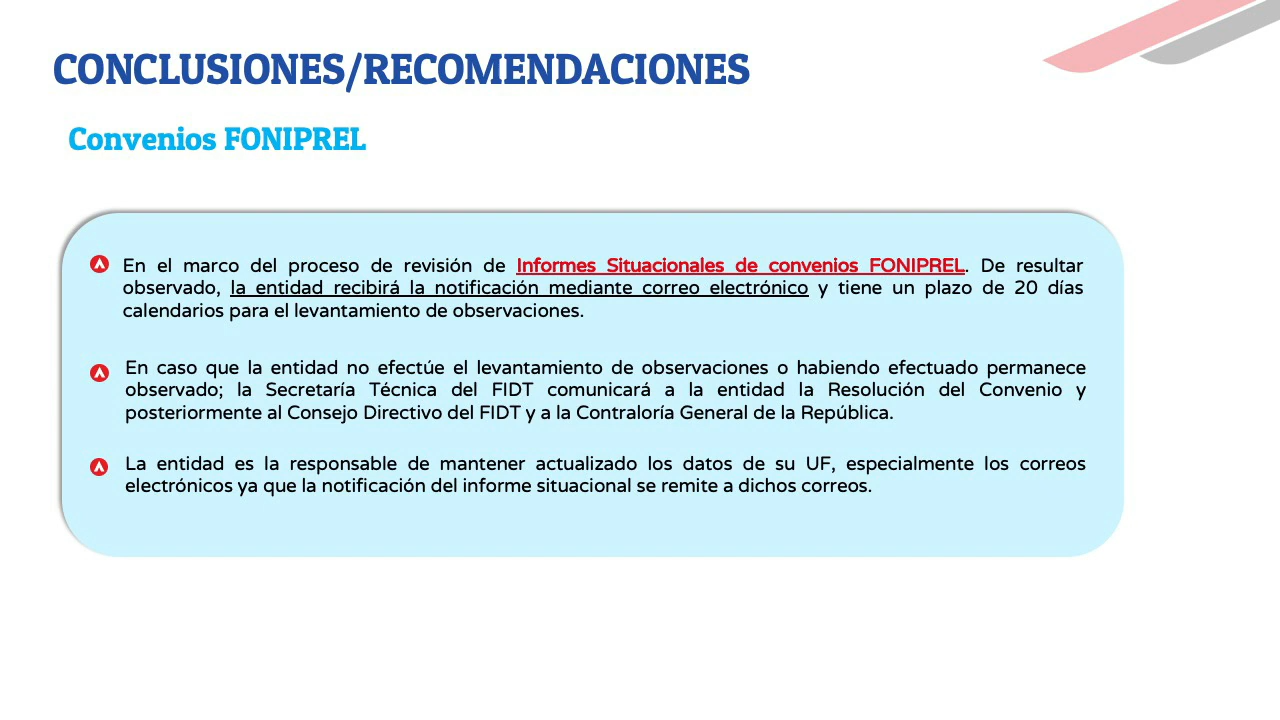 CONCLUSIONES/RECOMENDACIONES
Convenios FONIPREL
En el marco del proceso de revisión de Informes Situacionales de convenios FONIPREL. De resultar
observado, la entidad recibirá la notificación mediante correo electrónico y tiene un plazo de 20 días
calendarios para el levantamiento de observaciones.
En caso que la entidad no efectúe el levantamiento de observaciones o habiendo efectuado permanece
observado; la Secretaría Técnica del FIDT comunicará a la entidad la Resolución del Convenio y
posteriormente al Consejo Directivo del FIDT y a la Contraloría General de la República.
La entidad es la responsable de mantener actualizado los datos de su UF, especialmente los correos
electrónicos ya que la notificación del informe situacional se remite a dichos correos.